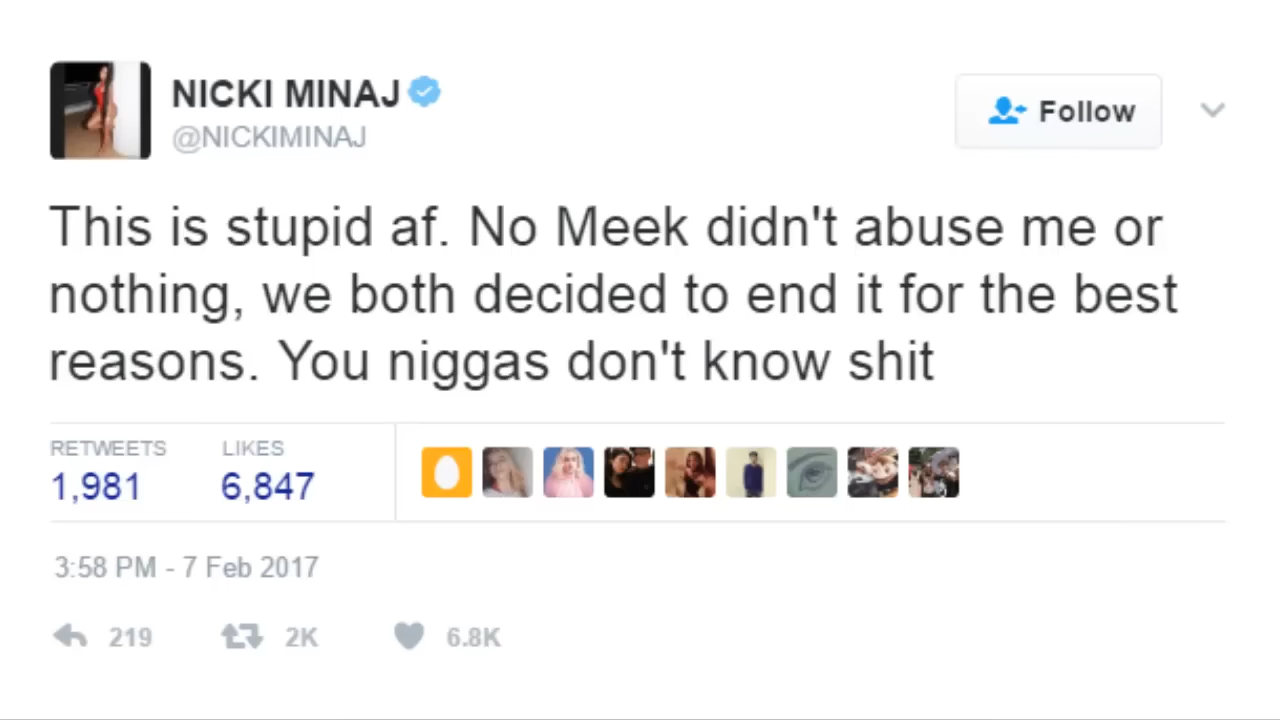 NICKI MINAJ
@NICKIMINAJ
Follow
This is stupid af. No Meek didn't abuse me or
nothing, we both decided to end it for the best
reasons. You niggas don't know shit
RETWEETS LIKES
1,981 6,847
3:58 PM - 7 Feb 2017
219 2K 6.8K